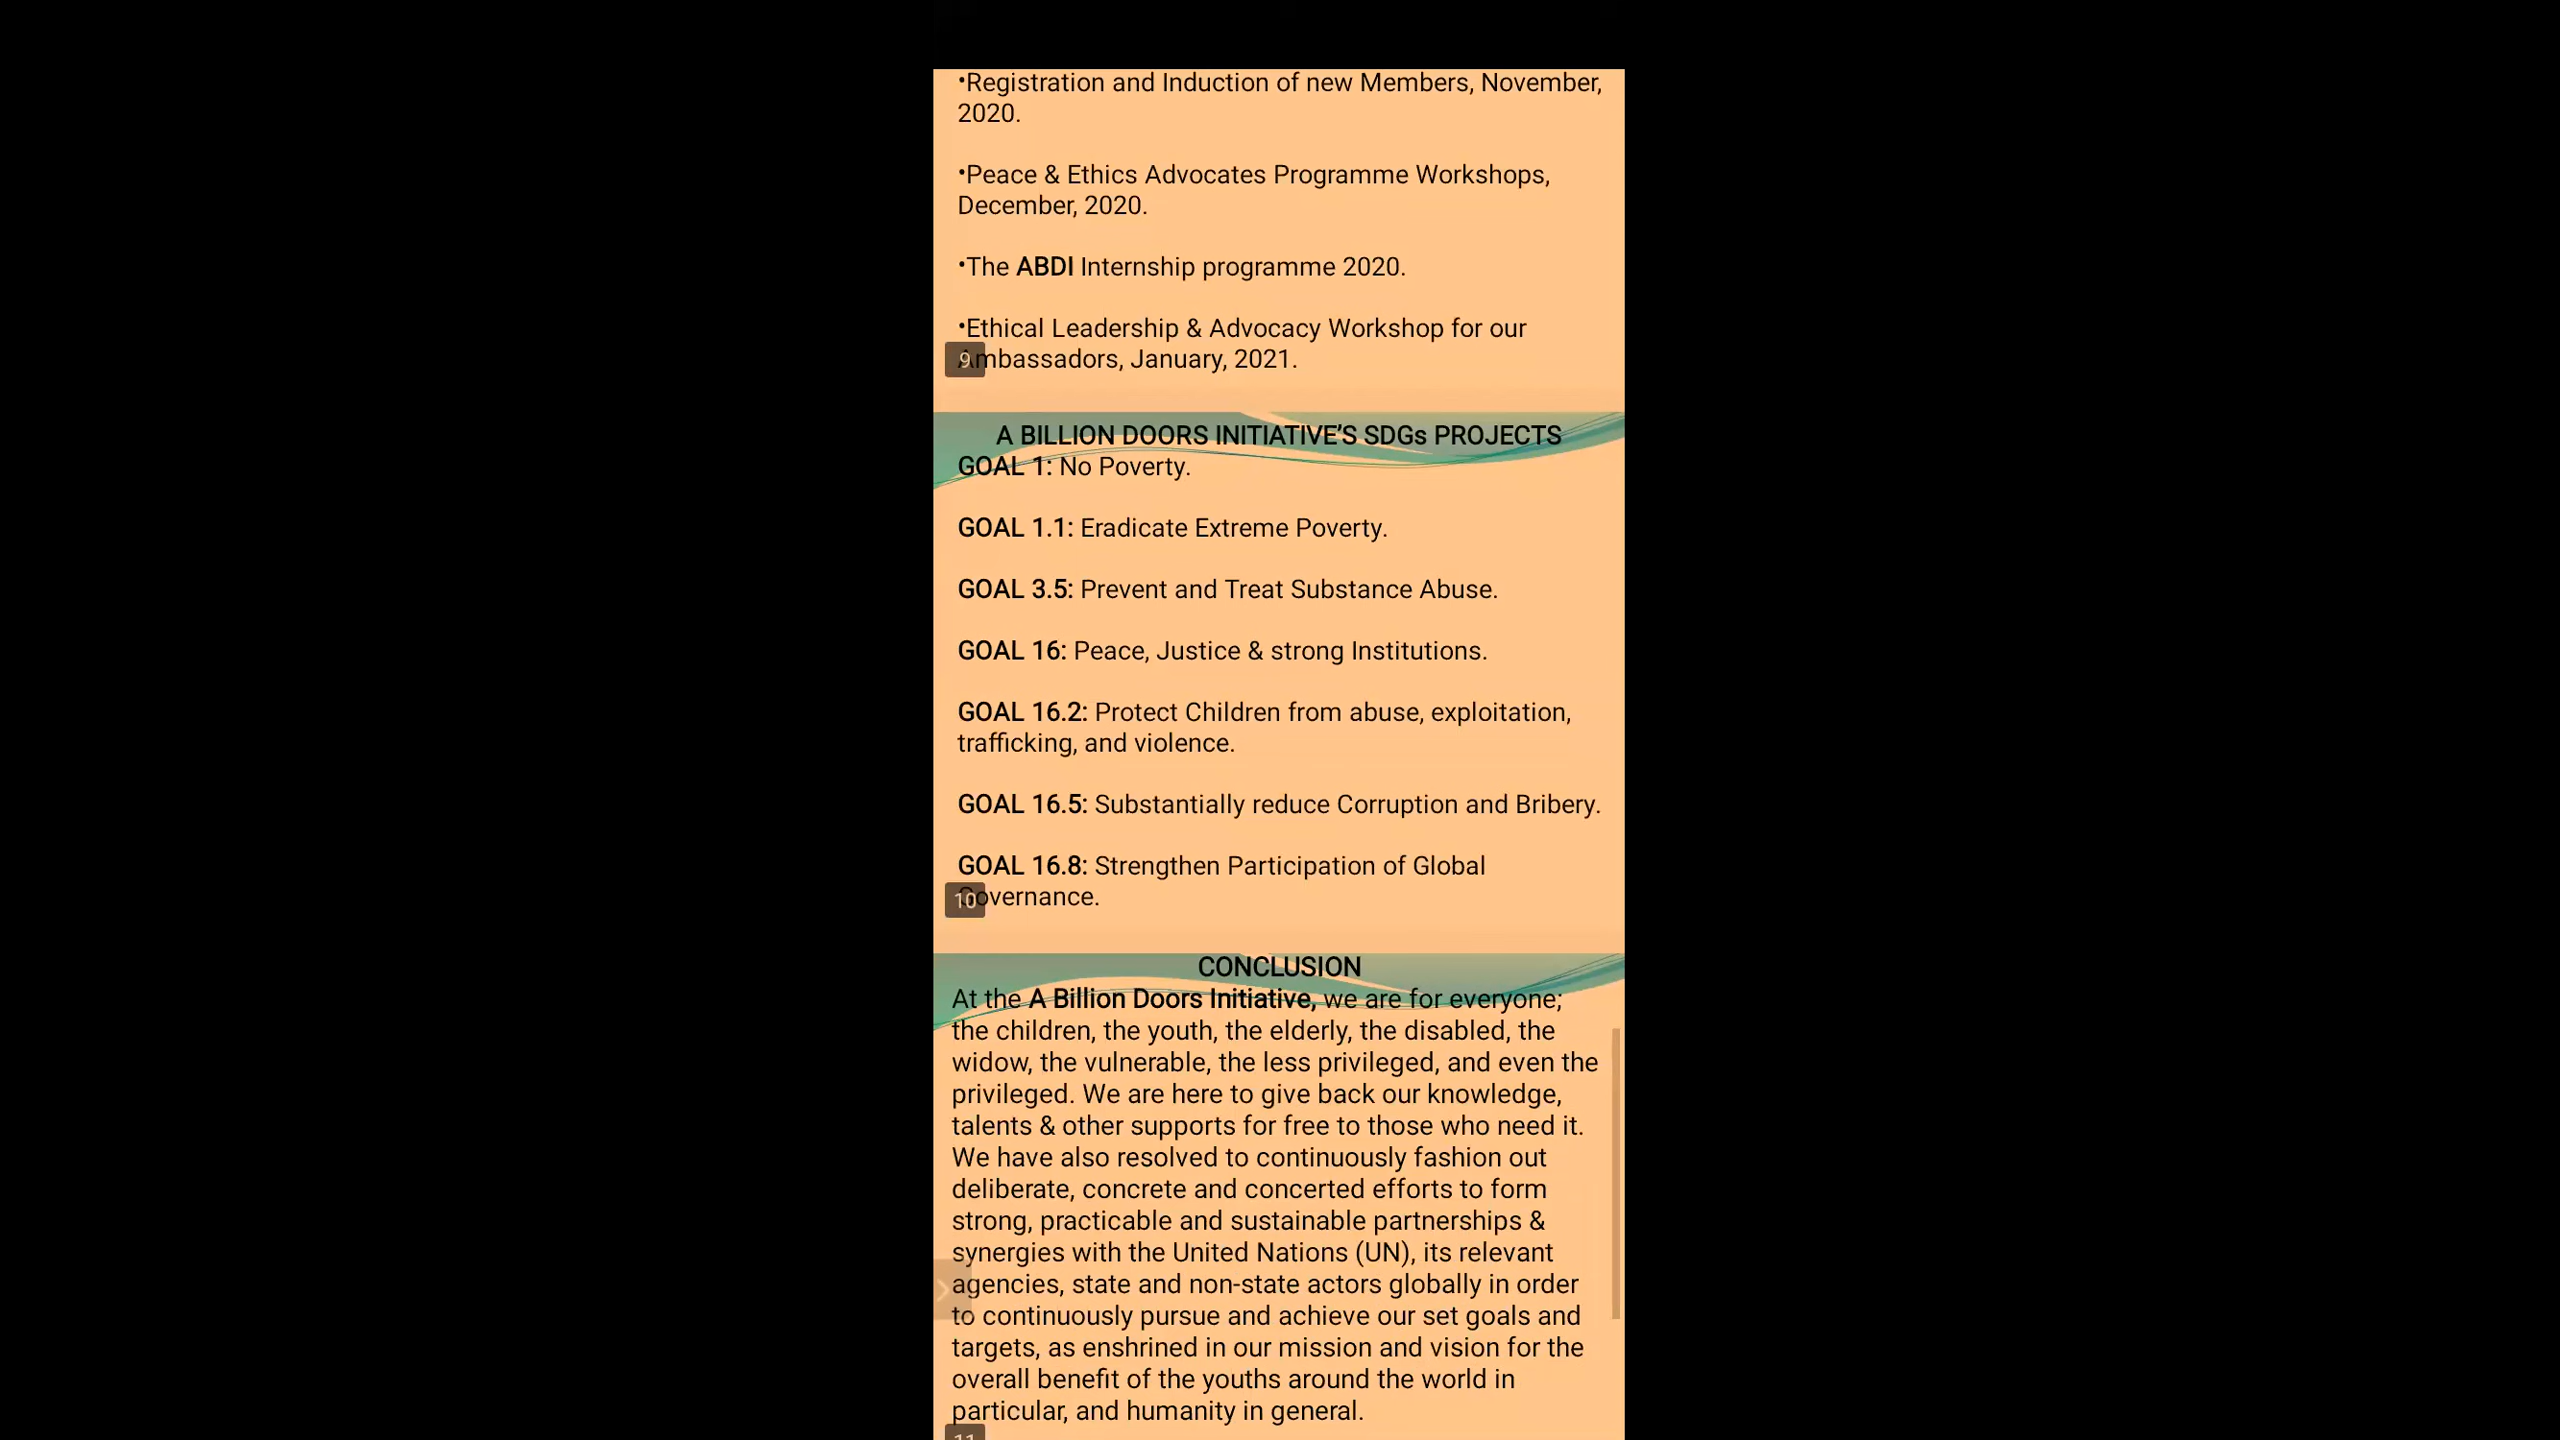 •Registration and Induction of new Members, November,
2020.
•Peace & Ethics Advocates Programme Workshops,
December, 2020.
•The ABDI Internship programme 2020.
•Ethical Leadership & Advocacy Workshop for our
Ambassadors, January, 2021.
9
A BILLION DOORS INITIATIVE’S SDGs PROJECTS
GOAL 1: No Poverty.
GOAL 1.1: Eradicate Extreme Poverty.
GOAL 3.5: Prevent and Treat Substance Abuse.
GOAL 16: Peace, Justice & strong Institutions.
GOAL 16.2: Protect Children from abuse, exploitation,
trafficking, and violence.
GOAL 16.5: Substantially reduce Corruption and Bribery.
GOAL 16.8: Strengthen Participation of Global
Governance.
10
CONCLUSION
At the A Billion Doors Initiative, we are for everyone;
the children, the youth, the elderly, the disabled, the
widow, the vulnerable, the less privileged, and even the
privileged. We are here to give back our knowledge,
talents & other supports for free to those who need it.
We have also resolved to continuously fashion out
deliberate, concrete and concerted efforts to form
strong, practicable and sustainable partnerships &
synergies with the United Nations (UN), its relevant
agencies, state and non-state actors globally in order
to continuously pursue and achieve our set goals and
targets, as enshrined in our mission and vision for the
overall benefit of the youths around the world in
particular, and humanity in general.
11